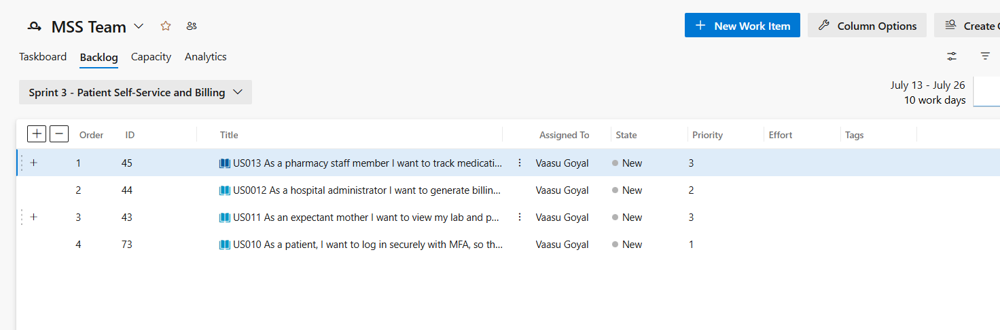 MSS Team
New Work Item
Column Options
Create
Taskboard Backlog Capacity Analytics
Sprint 3 - Patient Self-Service and Billing
July 13 - July 26
10 work days
Order ID Title Assigned To State Priority Effort Tags
1 45 US013 As a pharmacy staff member I want to track medicati... Vaasu Goyal New 3
2 44 US0012 As a hospital administrator I want to generate billin... Vaasu Goyal New 2
3 43 US011 As an expectant mother I want to view my lab and p... Vaasu Goyal New 3
4 73 US010 As a patient, I want to log in securely with MFA, so th... Vaasu Goyal New 1